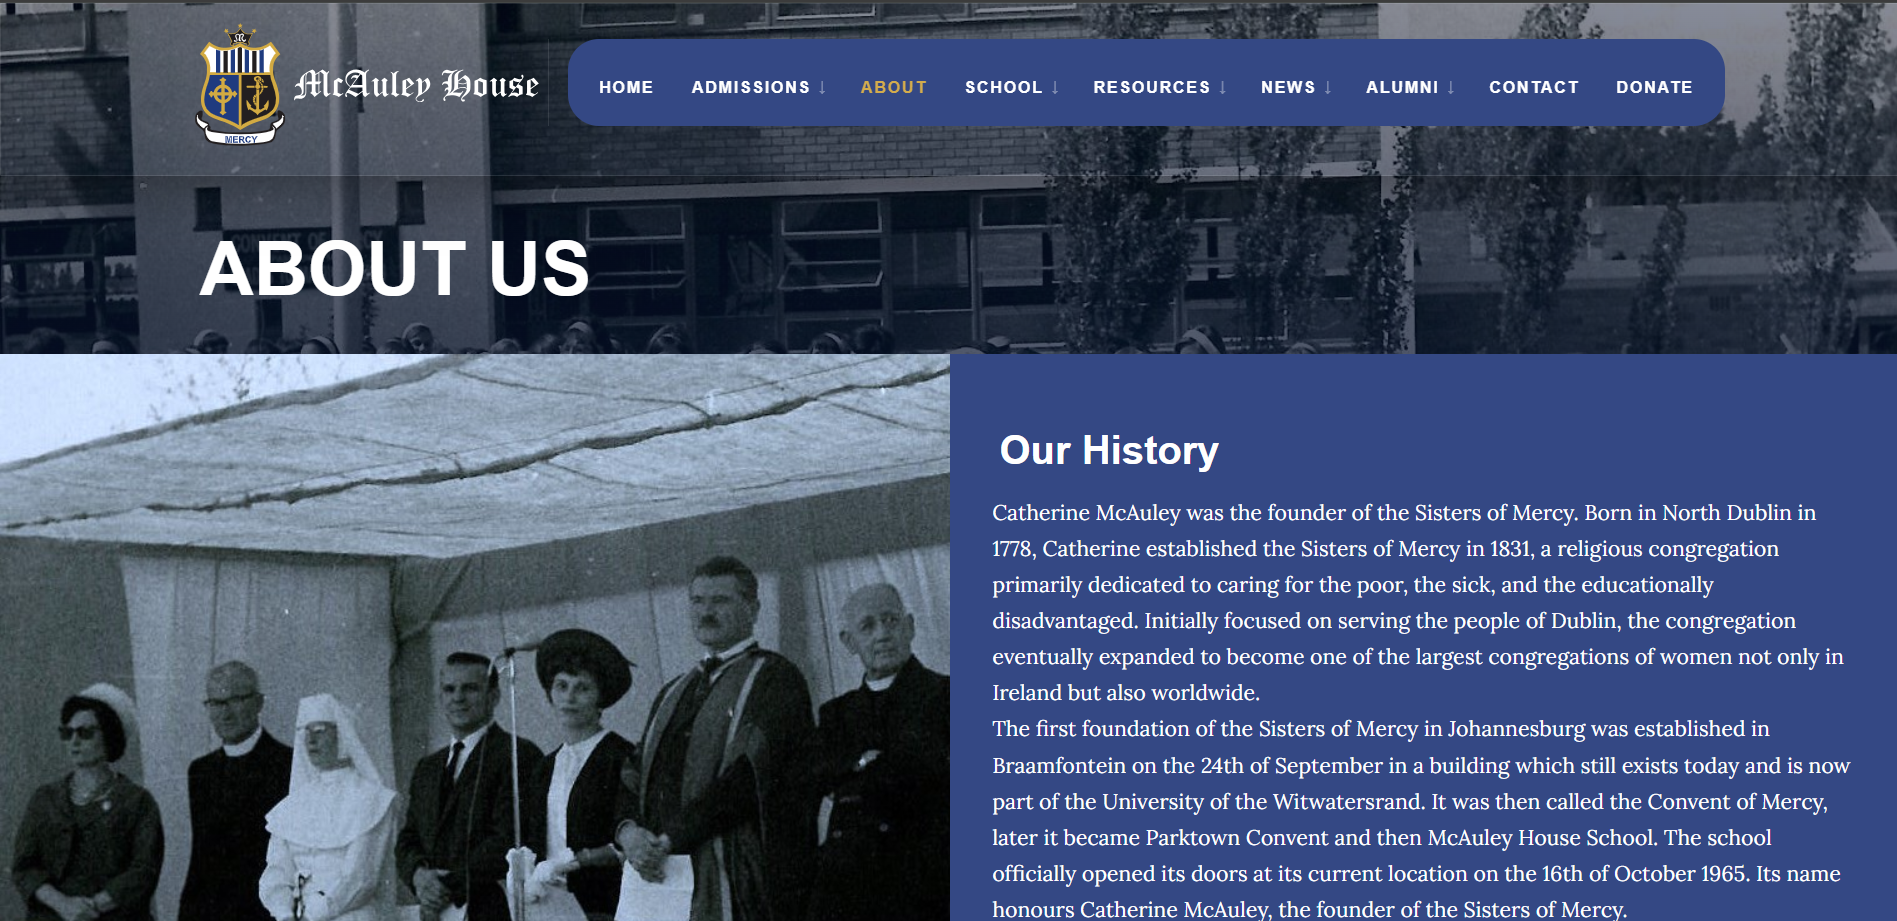 McAuley House
MERCY
HOME ADMISSIONS ↓ ABOUT SCHOOL ↓ RESOURCES ↓ NEWS ↓ ALUMNI ↓ CONTACT DONATE
ABOUT US
Our History
Catherine McAuley was the founder of the Sisters of Mercy. Born in North Dublin in
1778, Catherine established the Sisters of Mercy in 1831, a religious congregation
primarily dedicated to caring for the poor, the sick, and the educationally
disadvantaged. Initially focused on serving the people of Dublin, the congregation
eventually expanded to become one of the largest congregations of women not only in
Ireland but also worldwide.
The first foundation of the Sisters of Mercy in Johannesburg was established in
Braamfontein on the 24th of September in a building which still exists today and is now
part of the University of the Witwatersrand. It was then called the Convent of Mercy,
later it became Parktown Convent and then McAuley House School. The school
officially opened its doors at its current location on the 16th of October 1965. Its name
honours Catherine McAuley, the founder of the Sisters of Mercy.